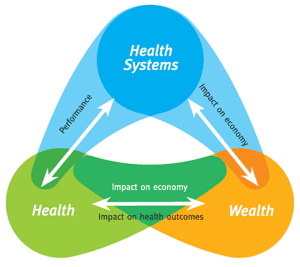 Health
Systems
Performance
Impact on economy
Impact on economy
Health
Wealth
Impact on health outcomes